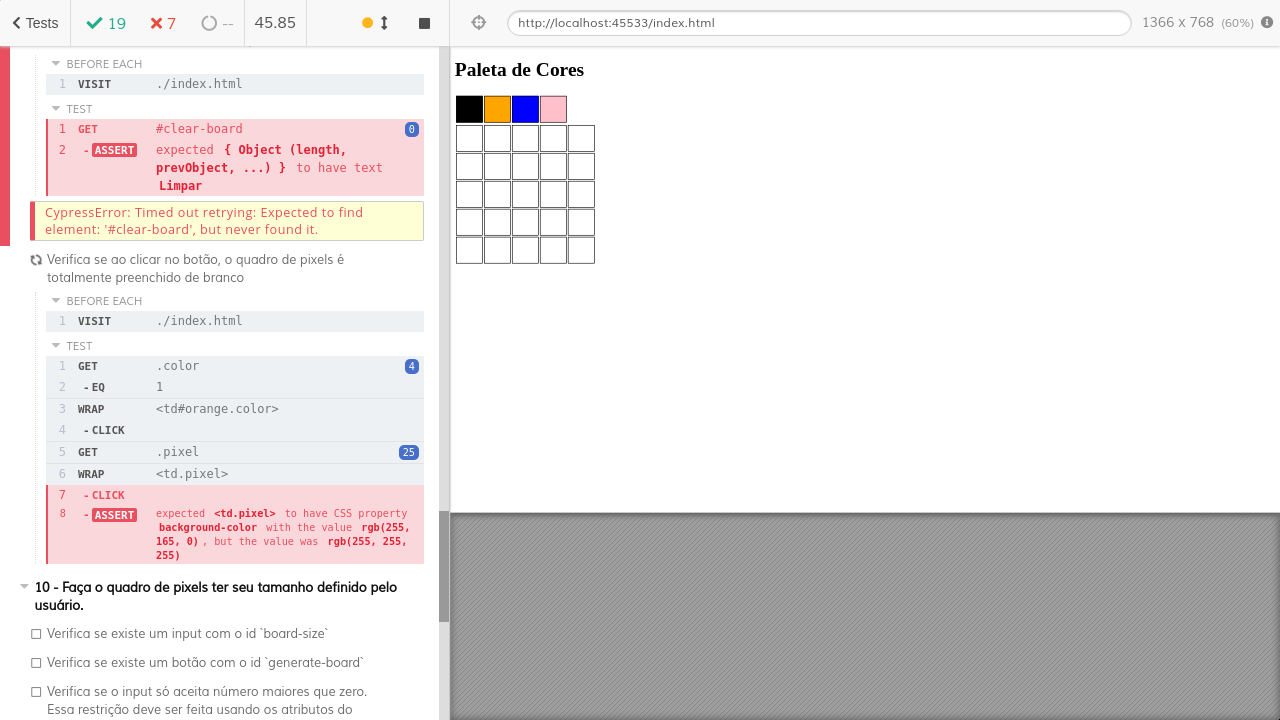 Tests
19
7
--
45.85
http://localhost:45533/index.html
1366 x 768 (60%)
BEFORE EACH
1 VISIT ./index.html
TEST
1 GET #clear-board 0
2 - ASSERT expected { Object (length,
prevObject, ...) } to have text
Limpar
CypressError: Timed out retrying: Expected to find
element: '#clear-board', but never found it.
Verifica se ao clicar no botão, o quadro de pixels é
totalmente preenchido de branco
BEFORE EACH
1 VISIT ./index.html
TEST
1 GET .color 4
2 - EQ 1
3 WRAP <td#orange.color>
4 - CLICK
5 GET .pixel 25
6 WRAP <td.pixel>
7 - CLICK
8 - ASSERT expected <td.pixel> to have CSS property
background-color with the value rgb(255,
165, 0) , but the value was rgb(255, 255,
255)
10 - Faça o quadro de pixels ter seu tamanho definido pelo
usuário.
Verifica se existe um input com o id `board-size`
Verifica se existe um botão com o id `generate-board`
Verifica se o input só aceita número maiores que zero.
Essa restrição deve ser feita usando os atributos do
Paleta de Cores